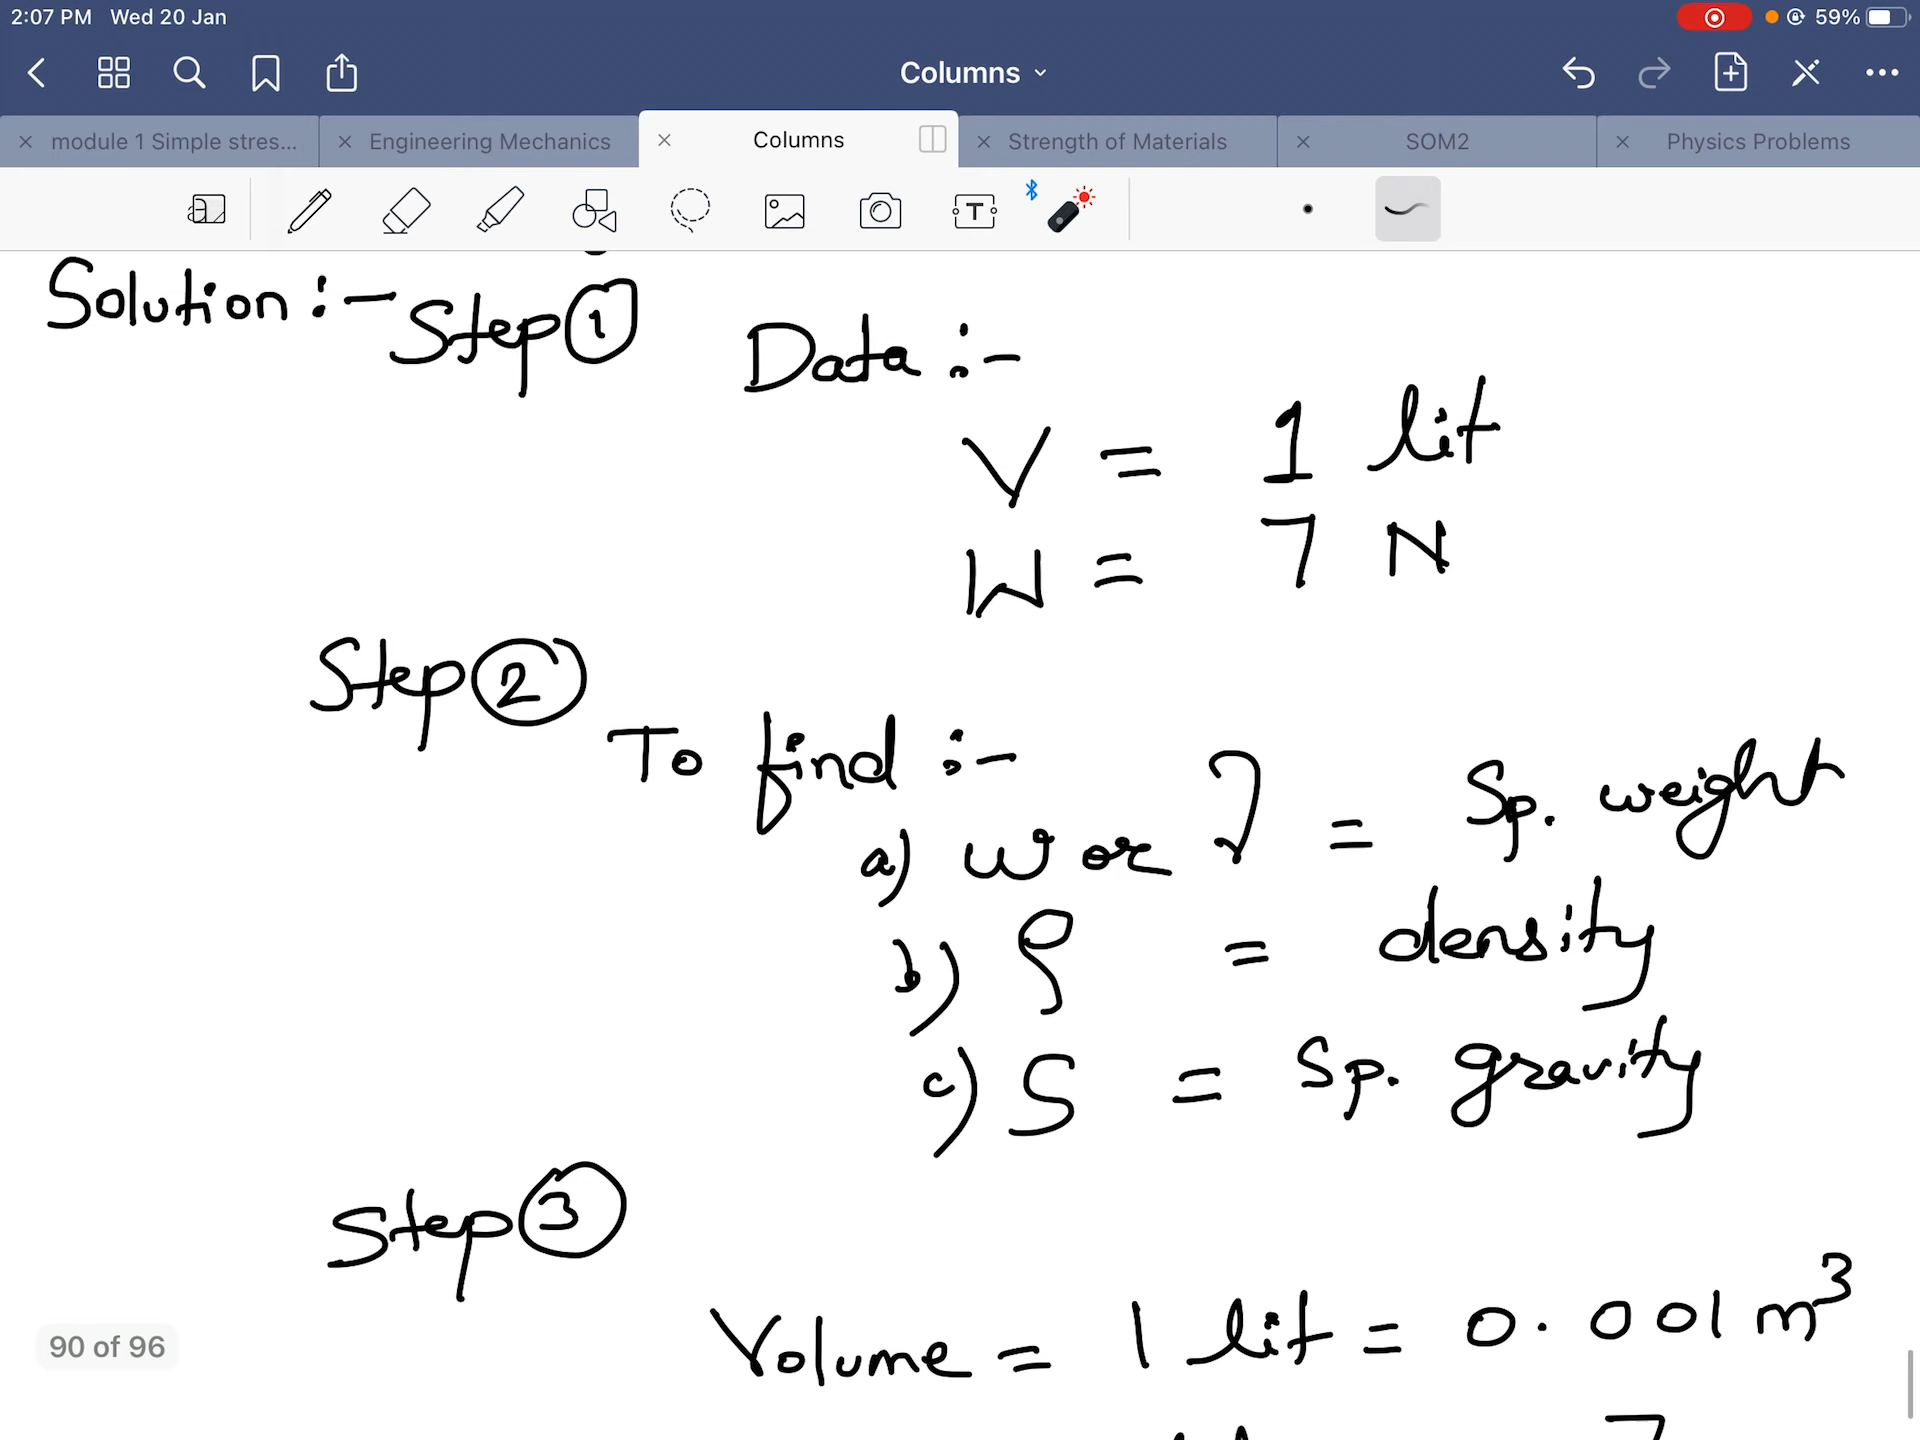 2:07 PM Wed 20 Jan
59%
Columns
module 1 Simple stres...
Engineering Mechanics
Columns
Strength of Materials
SOM2
Physics Problems
T
Solution :- Step 1
Data :-
V = 1 lit
W = 7 N
Step 2
To find :-
a) w or = Sp. weight
b) ρ = density
c) S = Sp. gravity
Step 3
Volume = 1 lit = 0.001 m³
7
90 of 96